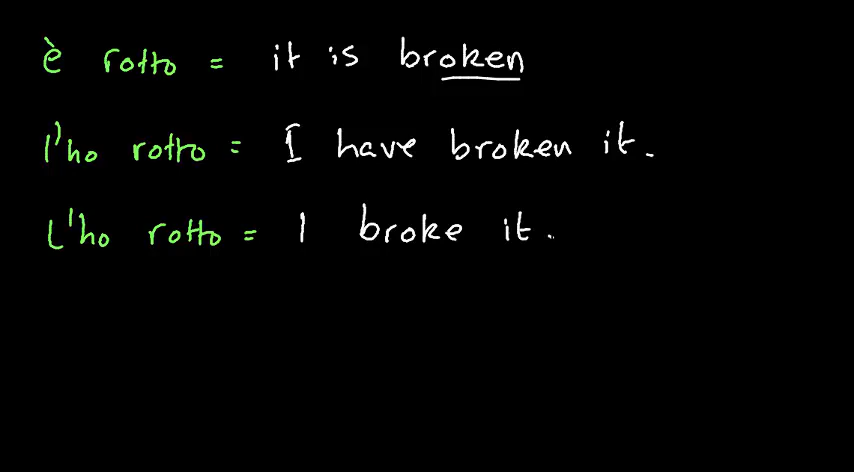 è rotto = it is broken
l'ho rotto = I have broken it.
L'ho rotto = I broke it.